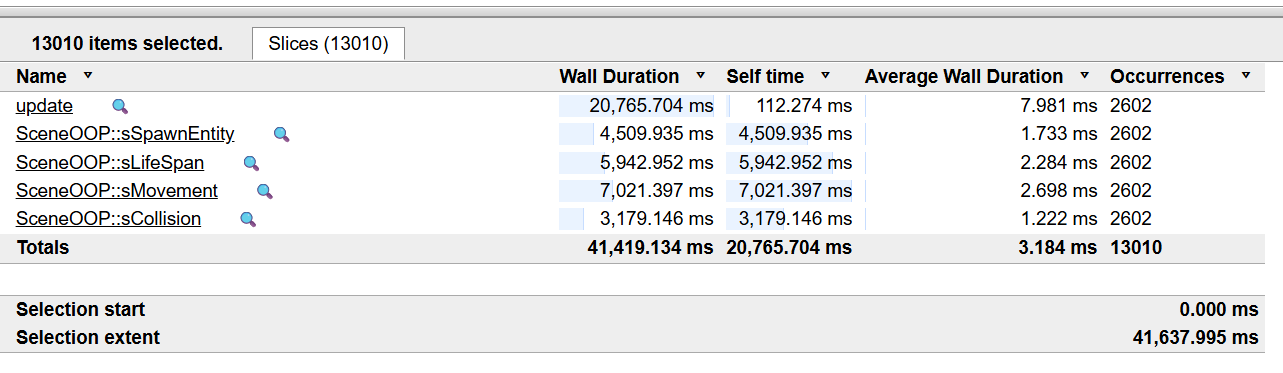 13010 items selected. Slices (13010)
Name ▼ Wall Duration ▼ Self time ▼ Average Wall Duration ▼ Occurrences ▼
update 20,765.704 ms 112.274 ms 7.981 ms 2602
SceneOOP::sSpawnEntity 4,509.935 ms 4,509.935 ms 1.733 ms 2602
SceneOOP::sLifeSpan 5,942.952 ms 5,942.952 ms 2.284 ms 2602
SceneOOP::sMovement 7,021.397 ms 7,021.397 ms 2.698 ms 2602
SceneOOP::sCollision 3,179.146 ms 3,179.146 ms 1.222 ms 2602
Totals 41,419.134 ms 20,765.704 ms 3.184 ms 13010
Selection start 0.000 ms
Selection extent 41,637.995 ms